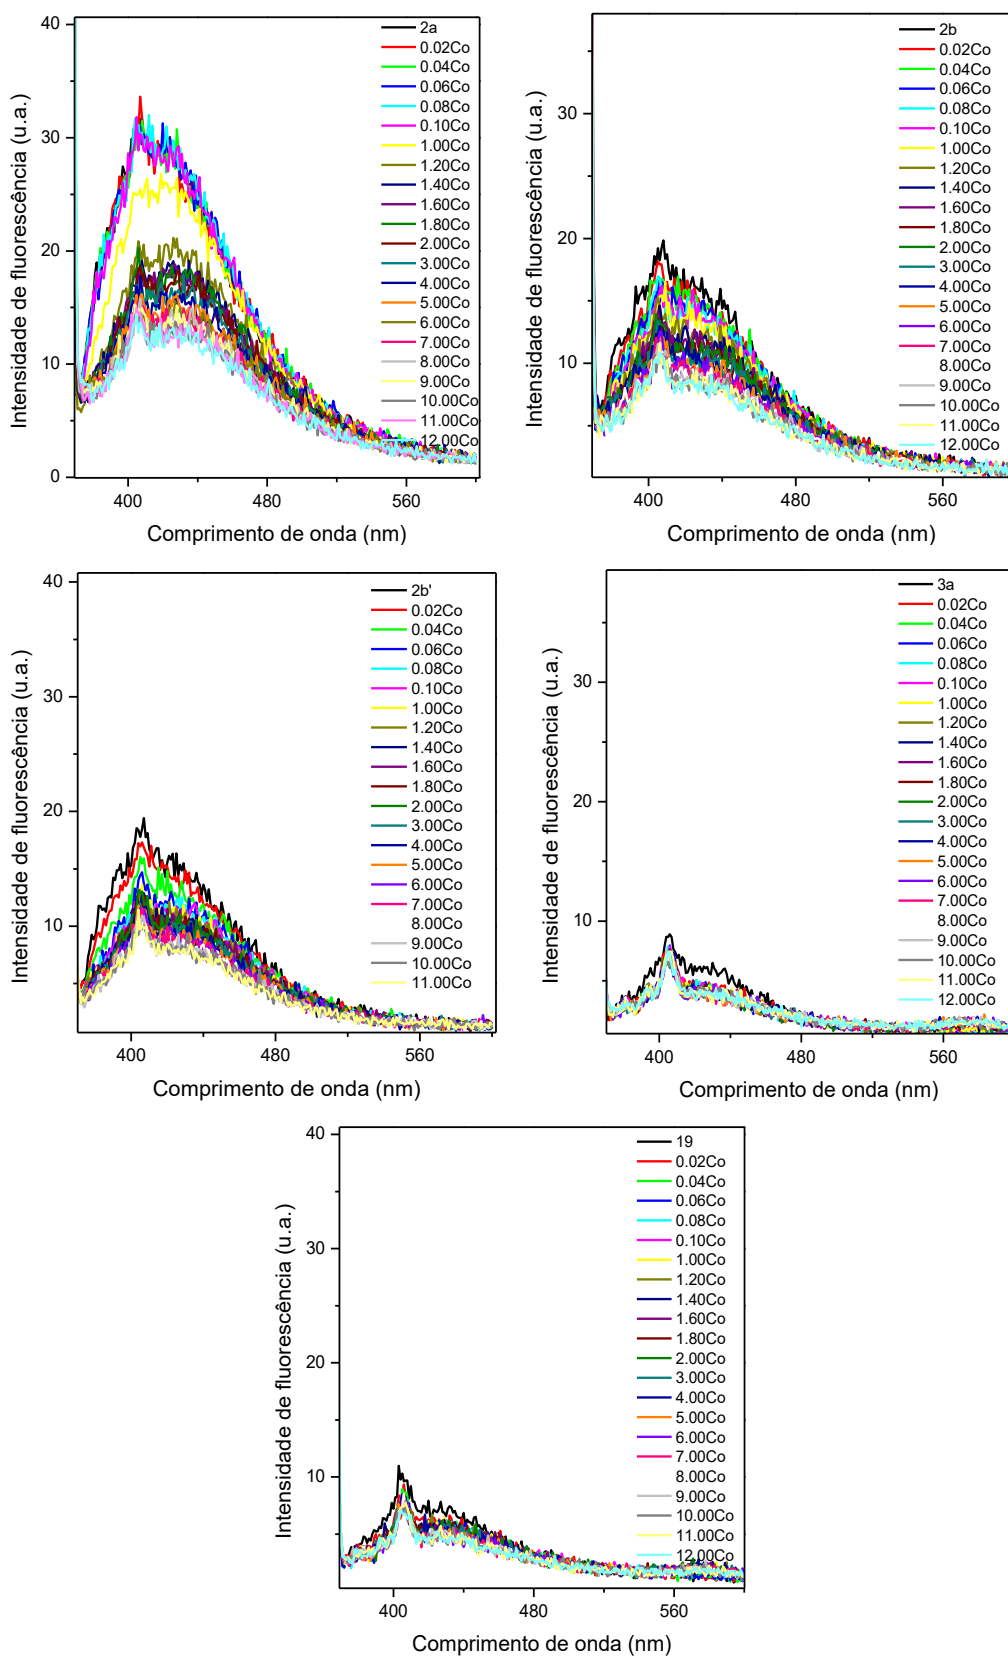 40
30
20
10
0
Intensidade de fluorescência (u.a.)
2a
0.02Co
0.04Co
0.06Co
0.08Co
0.10Co
1.00Co
1.20Co
1.40Co
1.60Co
1.80Co
2.00Co
3.00Co
4.00Co
5.00Co
6.00Co
7.00Co
8.00Co
9.00Co
10.00Co
11.00Co
12.00Co
400
480
560
Comprimento de onda (nm)
30
20
10
Intensidade de fluorescência (u.a.)
2b
0.02Co
0.04Co
0.06Co
0.08Co
0.10Co
1.00Co
1.20Co
1.40Co
1.60Co
1.80Co
2.00Co
3.00Co
4.00Co
5.00Co
6.00Co
7.00Co
8.00Co
9.00Co
10.00Co
11.00Co
12.00Co
400
480
560
Comprimento de onda (nm)
40
30
20
10
Intensidade de fluorescência (u.a.)
2b'
0.02Co
0.04Co
0.06Co
0.08Co
0.10Co
1.00Co
1.20Co
1.40Co
1.60Co
1.80Co
2.00Co
3.00Co
4.00Co
5.00Co
6.00Co
7.00Co
8.00Co
9.00Co
10.00Co
11.00Co
400
480
560
Comprimento de onda (nm)
30
20
10
Intensidade de fluorescência (u.a.)
3a
0.02Co
0.04Co
0.06Co
0.08Co
0.10Co
1.00Co
1.20Co
1.40Co
1.60Co
1.80Co
2.00Co
3.00Co
4.00Co
5.00Co
6.00Co
7.00Co
8.00Co
9.00Co
10.00Co
11.00Co
12.00Co
400
480
560
Comprimento de onda (nm)
40
30
20
10
Intensidade de fluorescência (u.a.)
19
0.02Co
0.04Co
0.06Co
0.08Co
0.10Co
1.00Co
1.20Co
1.40Co
1.60Co
1.80Co
2.00Co
3.00Co
4.00Co
5.00Co
6.00Co
7.00Co
8.00Co
9.00Co
10.00Co
11.00Co
12.00Co
400
480
560
Comprimento de onda (nm)